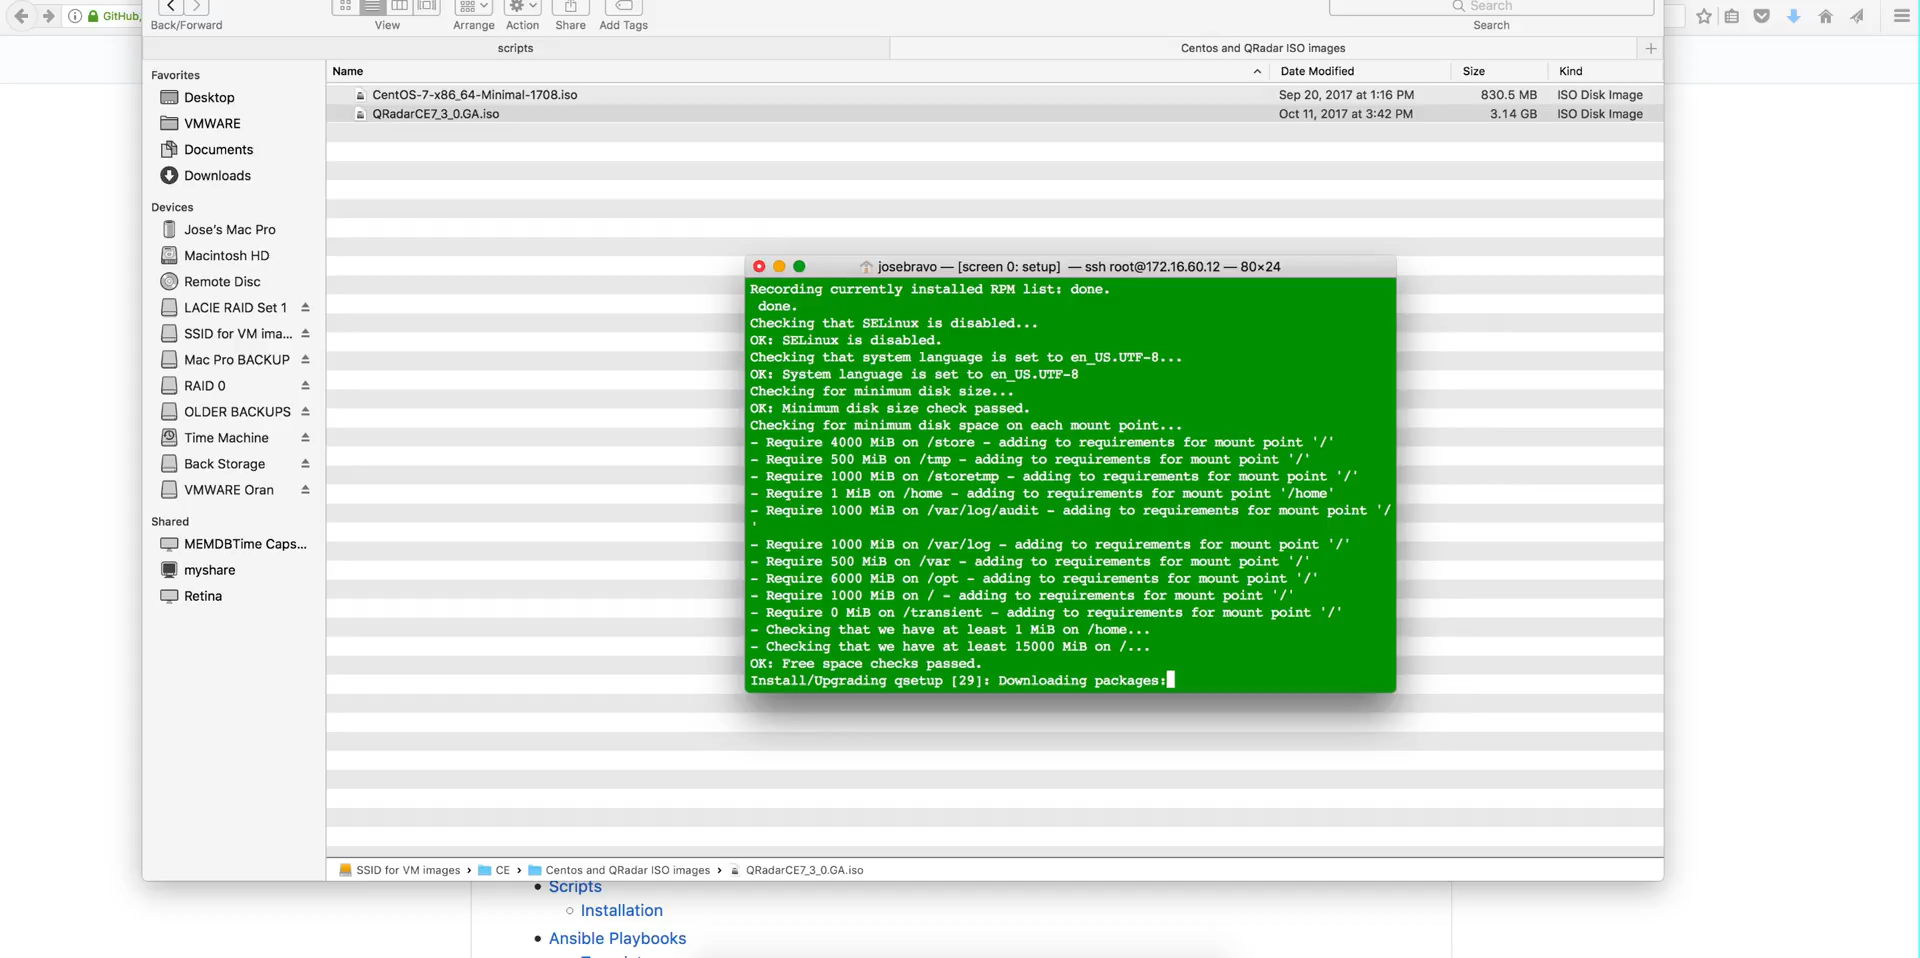 GitHub,
Back/Forward
View
Arrange
Action
Share
Add Tags
Search
Search
scripts
Centos and QRadar ISO images
Favorites
Desktop
VMWARE
Documents
Downloads
Devices
Jose's Mac Pro
Macintosh HD
Remote Disc
LACIE RAID Set 1
SSID for VM ima...
Mac Pro BACKUP
RAID 0
OLDER BACKUPS
Time Machine
Back Storage
VMWARE Oran
Shared
MEMDBTime Caps...
myshare
Retina
Name Date Modified Size Kind
CentOS-7-x86_64-Minimal-1708.iso Sep 20, 2017 at 1:16 PM 830.5 MB ISO Disk Image
QRadarCE7_3_0.GA.iso Oct 11, 2017 at 3:42 PM 3.14 GB ISO Disk Image
josebravo — [screen 0: setup] — ssh root@172.16.60.12 — 80×24
Recording currently installed RPM list: done.
done.
Checking that SELinux is disabled...
OK: SELinux is disabled.
Checking that system language is set to en_US.UTF-8...
OK: System language is set to en_US.UTF-8
Checking for minimum disk size...
OK: Minimum disk size check passed.
Checking for minimum disk space on each mount point...
- Require 4000 MiB on /store - adding to requirements for mount point '/'
- Require 500 MiB on /tmp - adding to requirements for mount point '/'
- Require 1000 MiB on /storetmp - adding to requirements for mount point '/'
- Require 1 MiB on /home - adding to requirements for mount point '/home'
- Require 1000 MiB on /var/log/audit - adding to requirements for mount point '/
'
- Require 1000 MiB on /var/log - adding to requirements for mount point '/'
- Require 500 MiB on /var - adding to requirements for mount point '/'
- Require 6000 MiB on /opt - adding to requirements for mount point '/'
- Require 1000 MiB on / - adding to requirements for mount point '/'
- Require 0 MiB on /transient - adding to requirements for mount point '/'
- Checking that we have at least 1 MiB on /home...
- Checking that we have at least 15000 MiB on /...
OK: Free space checks passed.
Install/Upgrading qsetup [29]: Downloading packages:
SSID for VM images › CE › Centos and QRadar ISO images › QRadarCE7_3_0.GA.iso
Scripts
Installation
Ansible Playbooks